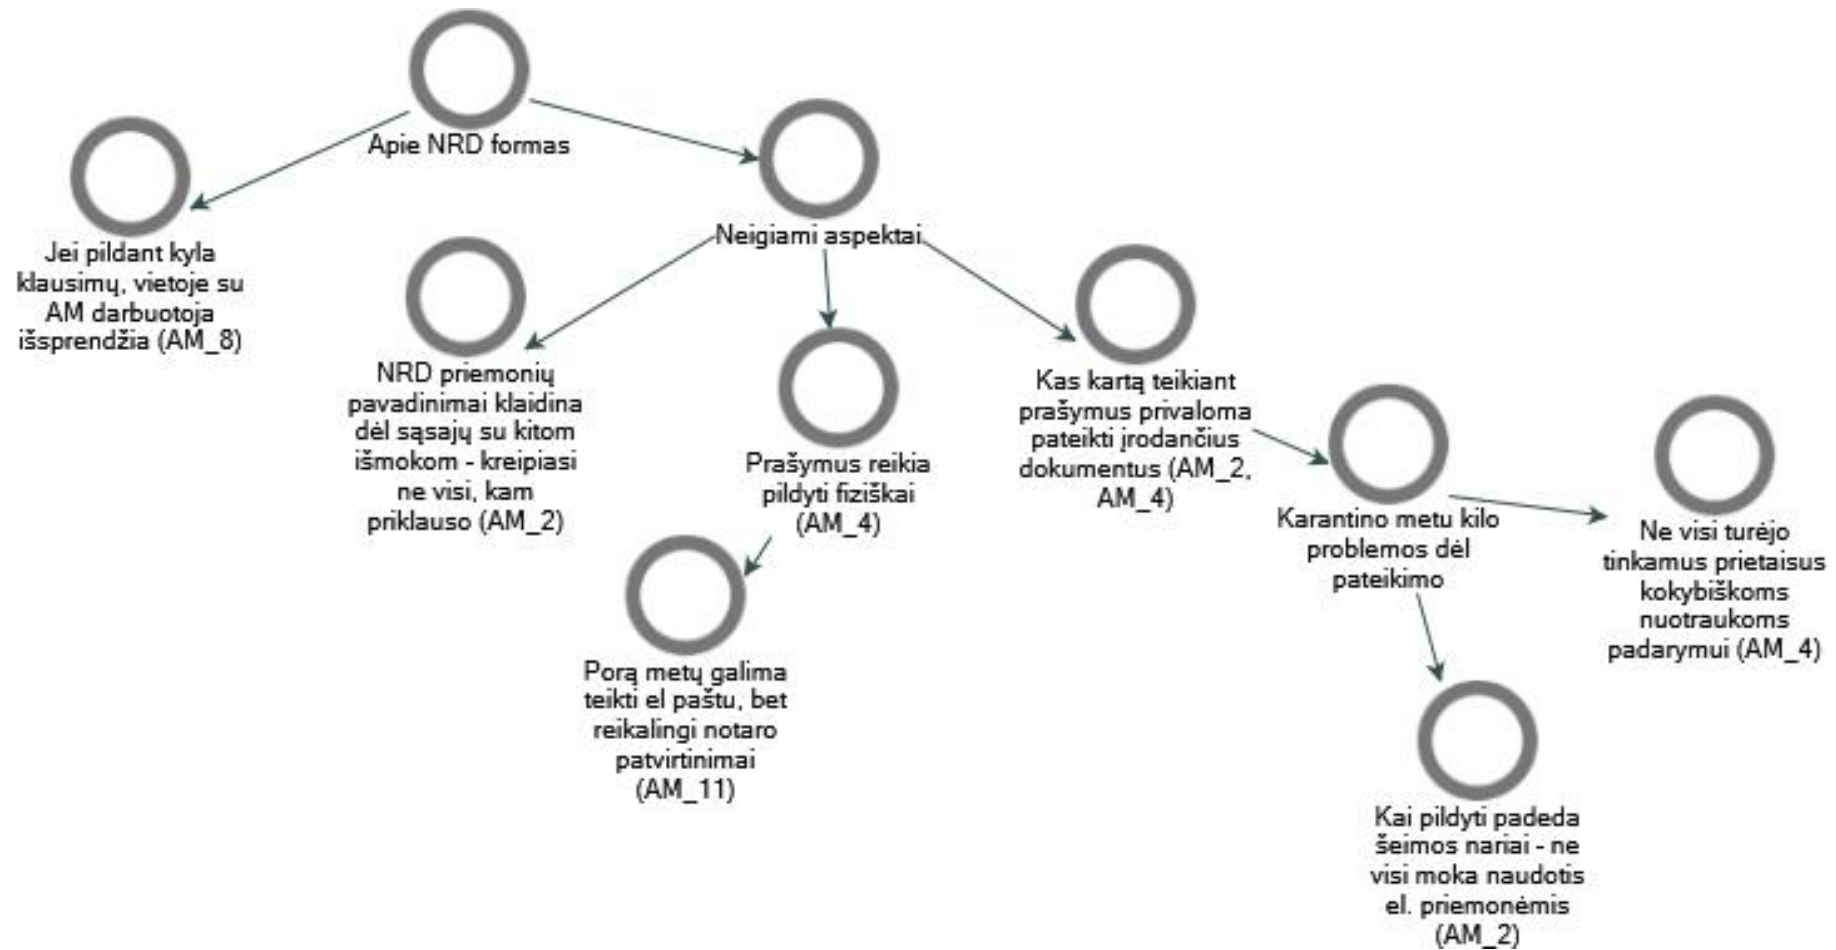 Apie NRD formas
Jei pildant kyla
klausimų, vietoje su
AM darbuotoja
išsprendžia (AM_8)
Neigiami aspektai
NRD priemonių
pavadinimai klaidina
dėl sąsajų su kitom
išmokom - kreipiasi
ne visi, kam
priklauso (AM_2)
Prašymus reikia
pildyti fiziškai
(AM_4)
Porą metų galima
teikti el paštu, bet
reikalingi notaro
patvirtinimai
(AM_11)
Kas kartą teikiant
prašymus privaloma
pateikti įrodančius
dokumentus (AM_2,
AM_4)
Karantino metu kilo
problemos dėl
pateikimo
Ne visi turėjo
tinkamus prietaisus
kokybiškoms
nuotraukoms
padarymui (AM_4)
Kai pildyti padeda
šeimos nariai - ne
visi moka naudotis
el. priemonėmis
(AM_2)